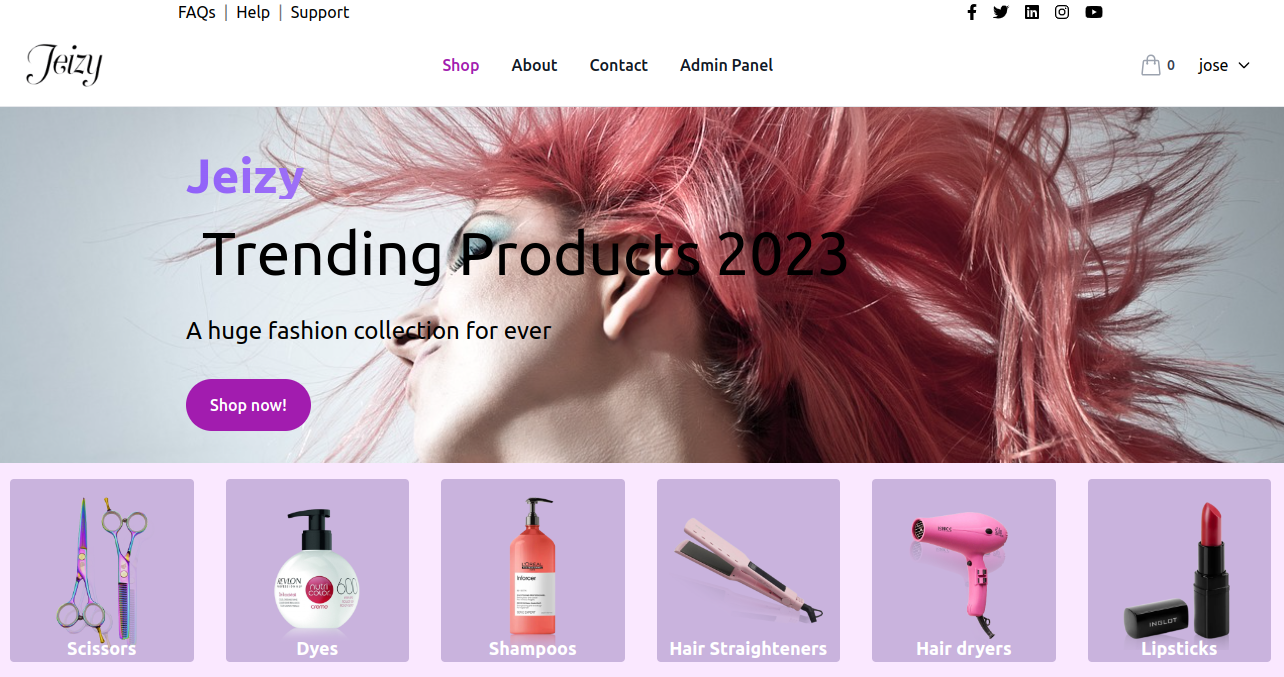 FAQs | Help | Support
Jeizy
Shop About Contact Admin Panel
0 jose
Jeizy
Trending Products 2023
A huge fashion collection for ever
Shop now!
REVLON
nutri
color
creme
600
L'ORÉAL
Inforcer
INGLOT
Scissors
Dyes
Shampoos
Hair Straighteners
Hair dryers
Lipsticks